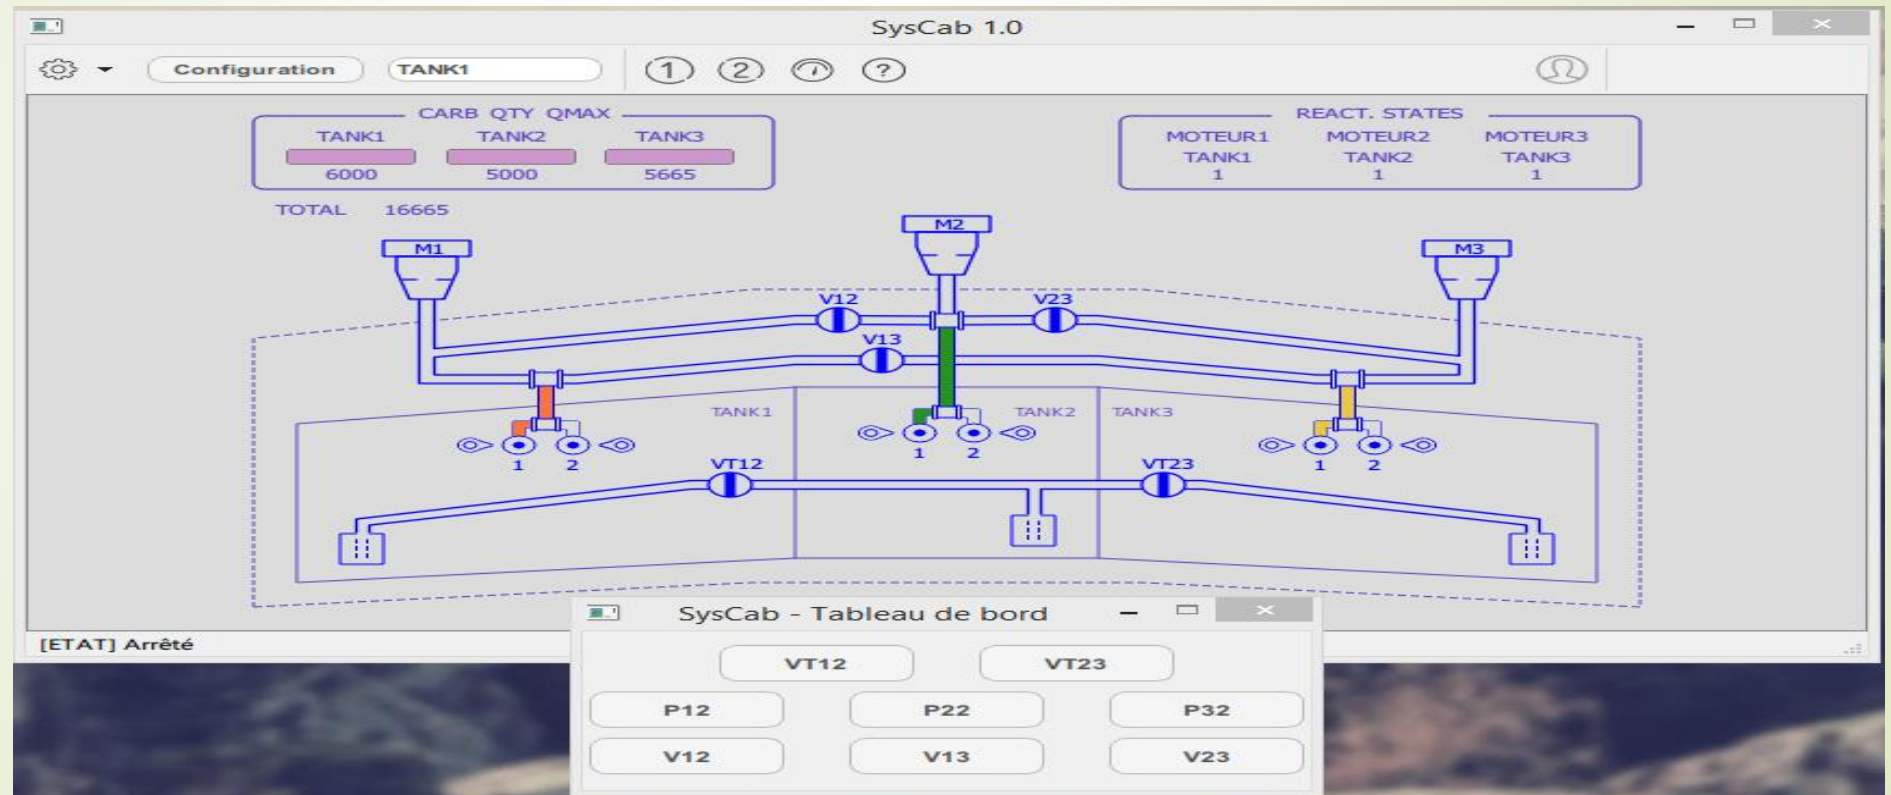 SysCab 1.0
Configuration TANK1 1 2 ?
CARB QTY QMAX
TANK1 TANK2 TANK3
6000 5000 5665
TOTAL 16665
REACT. STATES
MOTEUR1 MOTEUR2 MOTEUR3
TANK1 TANK2 TANK3
1 1 1
M1 M2 M3
V12 V23
V13
TANK1 TANK2 TANK3
1 2 1 2 1 2
VT12 VT23
[ETAT] Arrêté
SysCab - Tableau de bord
VT12 VT23
P12 P22 P32
V12 V13 V23